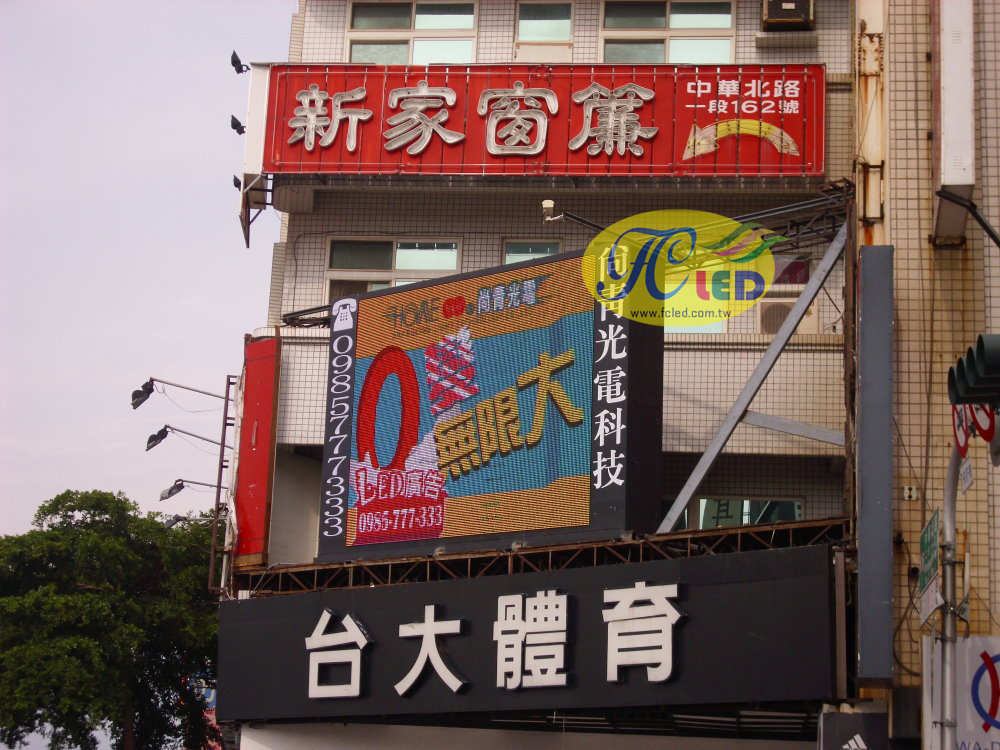 新家窗簾
中華北路
一段162號
FC LED
www.fcled.com.tw
HOME
尚青光電
0
無限大
LED廣告
0985-777-333
0985777333
尚青光電科技
台大體育